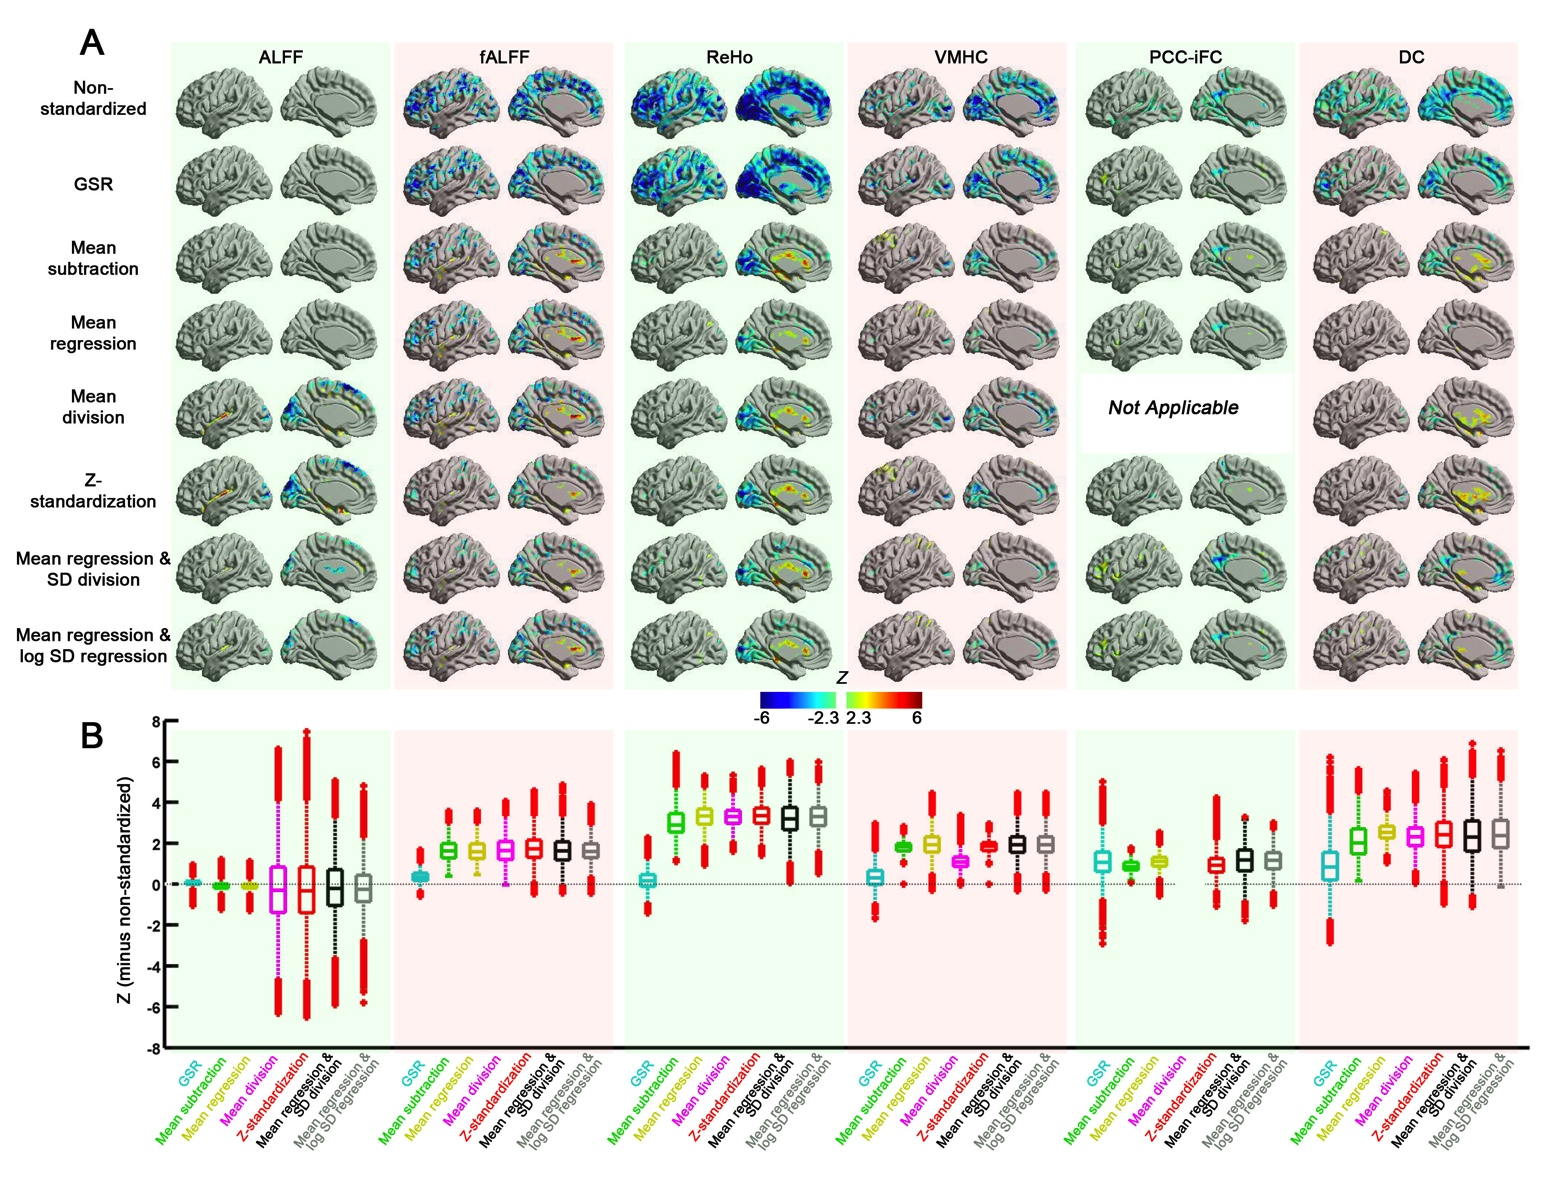 A
ALFF
fALFF
ReHo
VMHC
PCC-iFC
DC
Non-
standardized
GSR
Mean
subtraction
Mean
regression
Mean
division
Not Applicable
Z-
standardization
Mean regression &
SD division
Mean regression &
log SD regression
Z
-6
-2.3
2.3
6
B
Z (minus non-standardized)
8
6
4
2
0
-2
-4
-6
-8
GSR
Mean subtraction
Mean regression
Mean division
Z-standardization
Mean regression &
SD division
Mean regression &
log SD regression
GSR
Mean subtraction
Mean regression
Mean division
Z-standardization
Mean regression &
SD division
Mean regression &
log SD regression
GSR
Mean subtraction
Mean regression
Mean division
Z-standardization
Mean regression &
SD division
Mean regression &
log SD regression
GSR
Mean subtraction
Mean regression
Mean division
Z-standardization
Mean regression &
SD division
Mean regression &
log SD regression
GSR
Mean subtraction
Mean regression
Mean division
Z-standardization
Mean regression &
SD division
Mean regression &
log SD regression
GSR
Mean subtraction
Mean regression
Mean division
Z-standardization
Mean regression &
SD division
Mean regression &
log SD regression